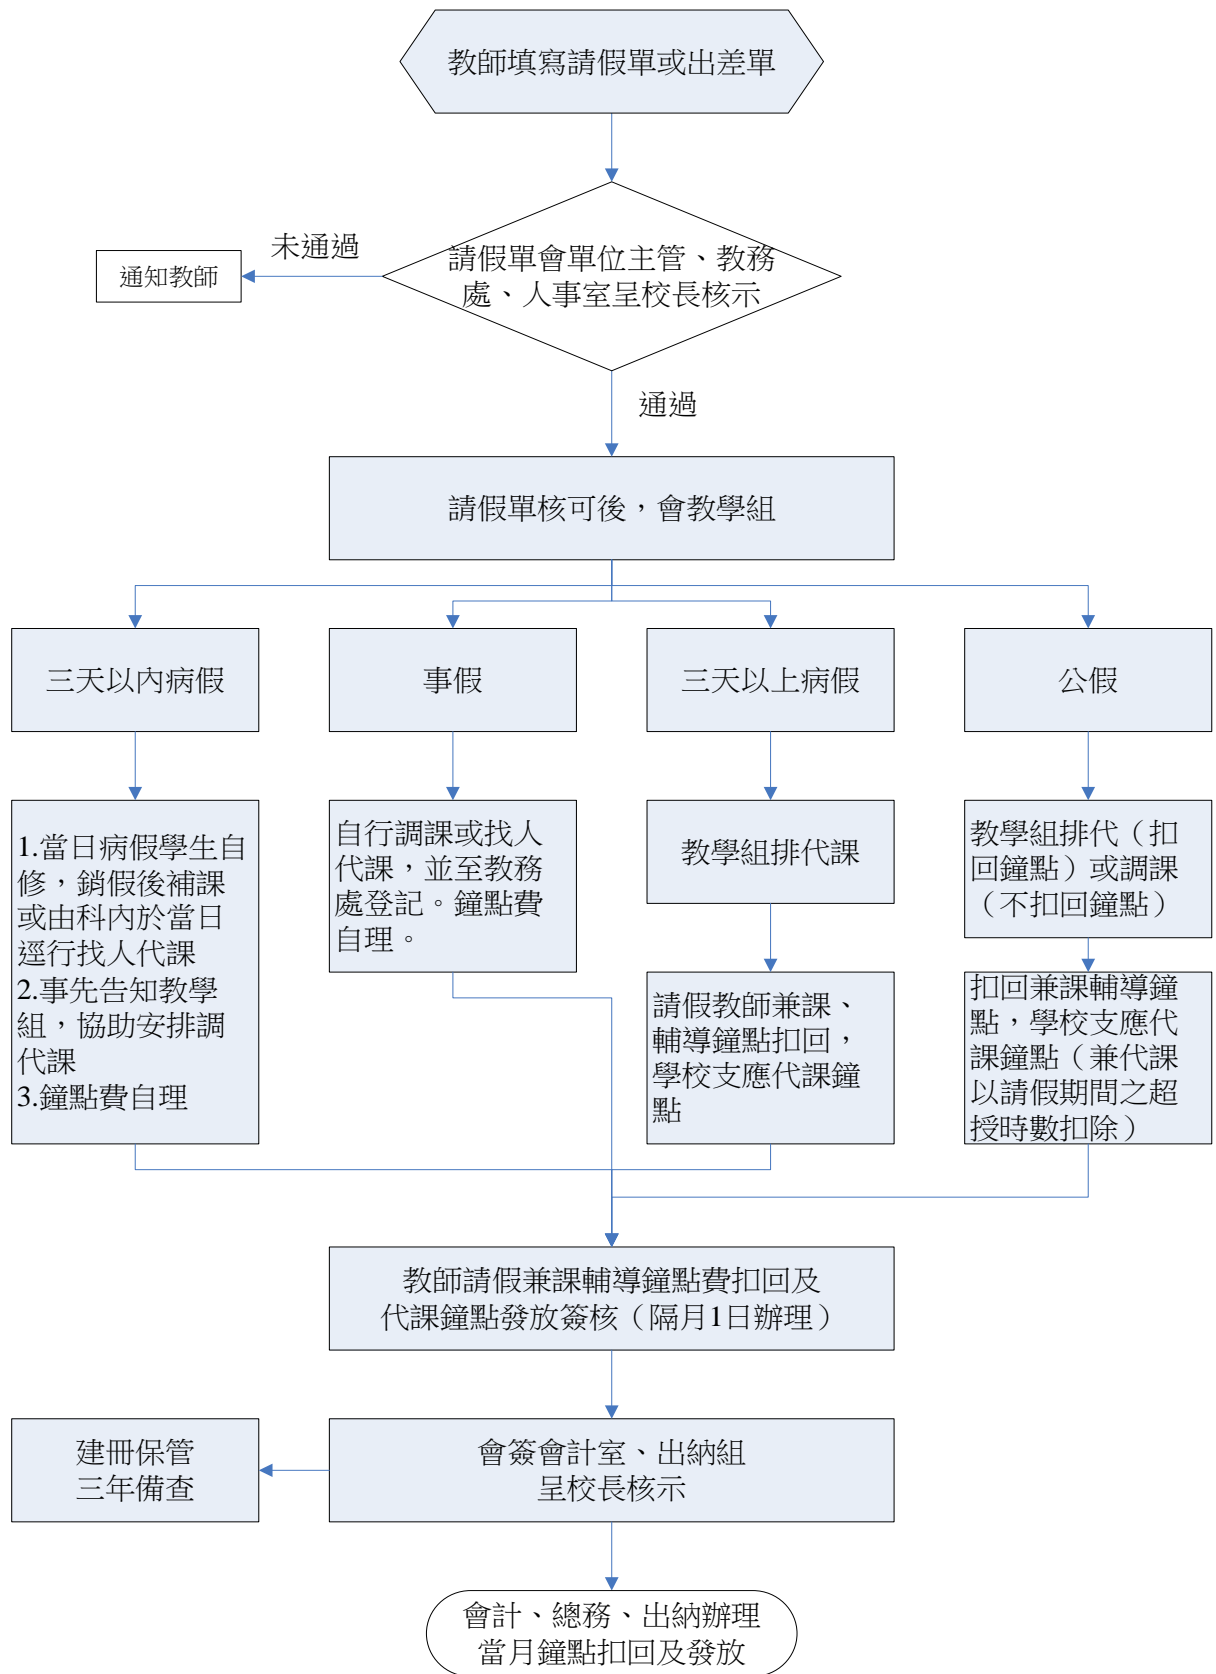 教師填寫請假單或出差單
請假單會單位主管、教務
處、人事室呈校長核示
未通過
通知教師
通過
請假單核可後，會教學組
三天以內病假
事假
三天以上病假
公假
1.當日病假學生自
修，銷假後補課
或由科內於當日
逕行找人代課
2.事先告知教學
組，協助安排調
代課
3.鐘點費自理
自行調課或找人
代課，並至教務
處登記。鐘點費
自理。
教學組排代課
教學組排代（扣
回鐘點）或調課
（不扣回鐘點）
請假教師兼課、
輔導鐘點扣回，
學校支應代課鐘
點
扣回兼課輔導鐘
點，學校支應代
課鐘點（兼代課
以請假期間之超
授時數扣除）
教師請假兼課輔導鐘點費扣回及
代課鐘點發放簽核（隔月1日辦理）
建冊保管
三年備查
會簽會計室、出納組
呈校長核示
會計、總務、出納辦理
當月鐘點扣回及發放